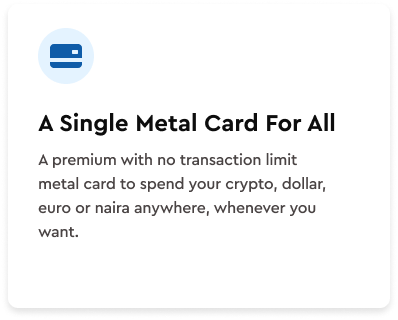 A Single Metal Card For All
A premium with no transaction limit
metal card to spend your crypto, dollar,
euro or naira anywhere, whenever you
want.